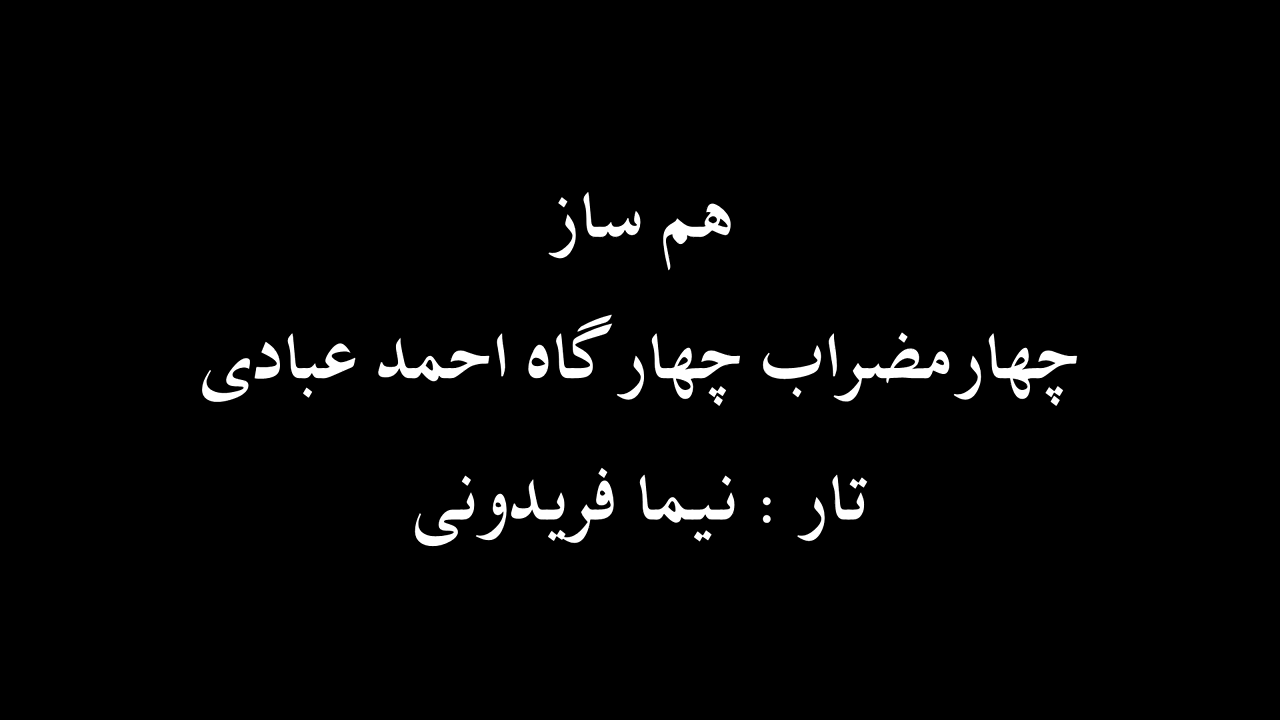 هم ساز
چهارمضراب چهارگاه احمد عبادی
تار : نیما فریدونی